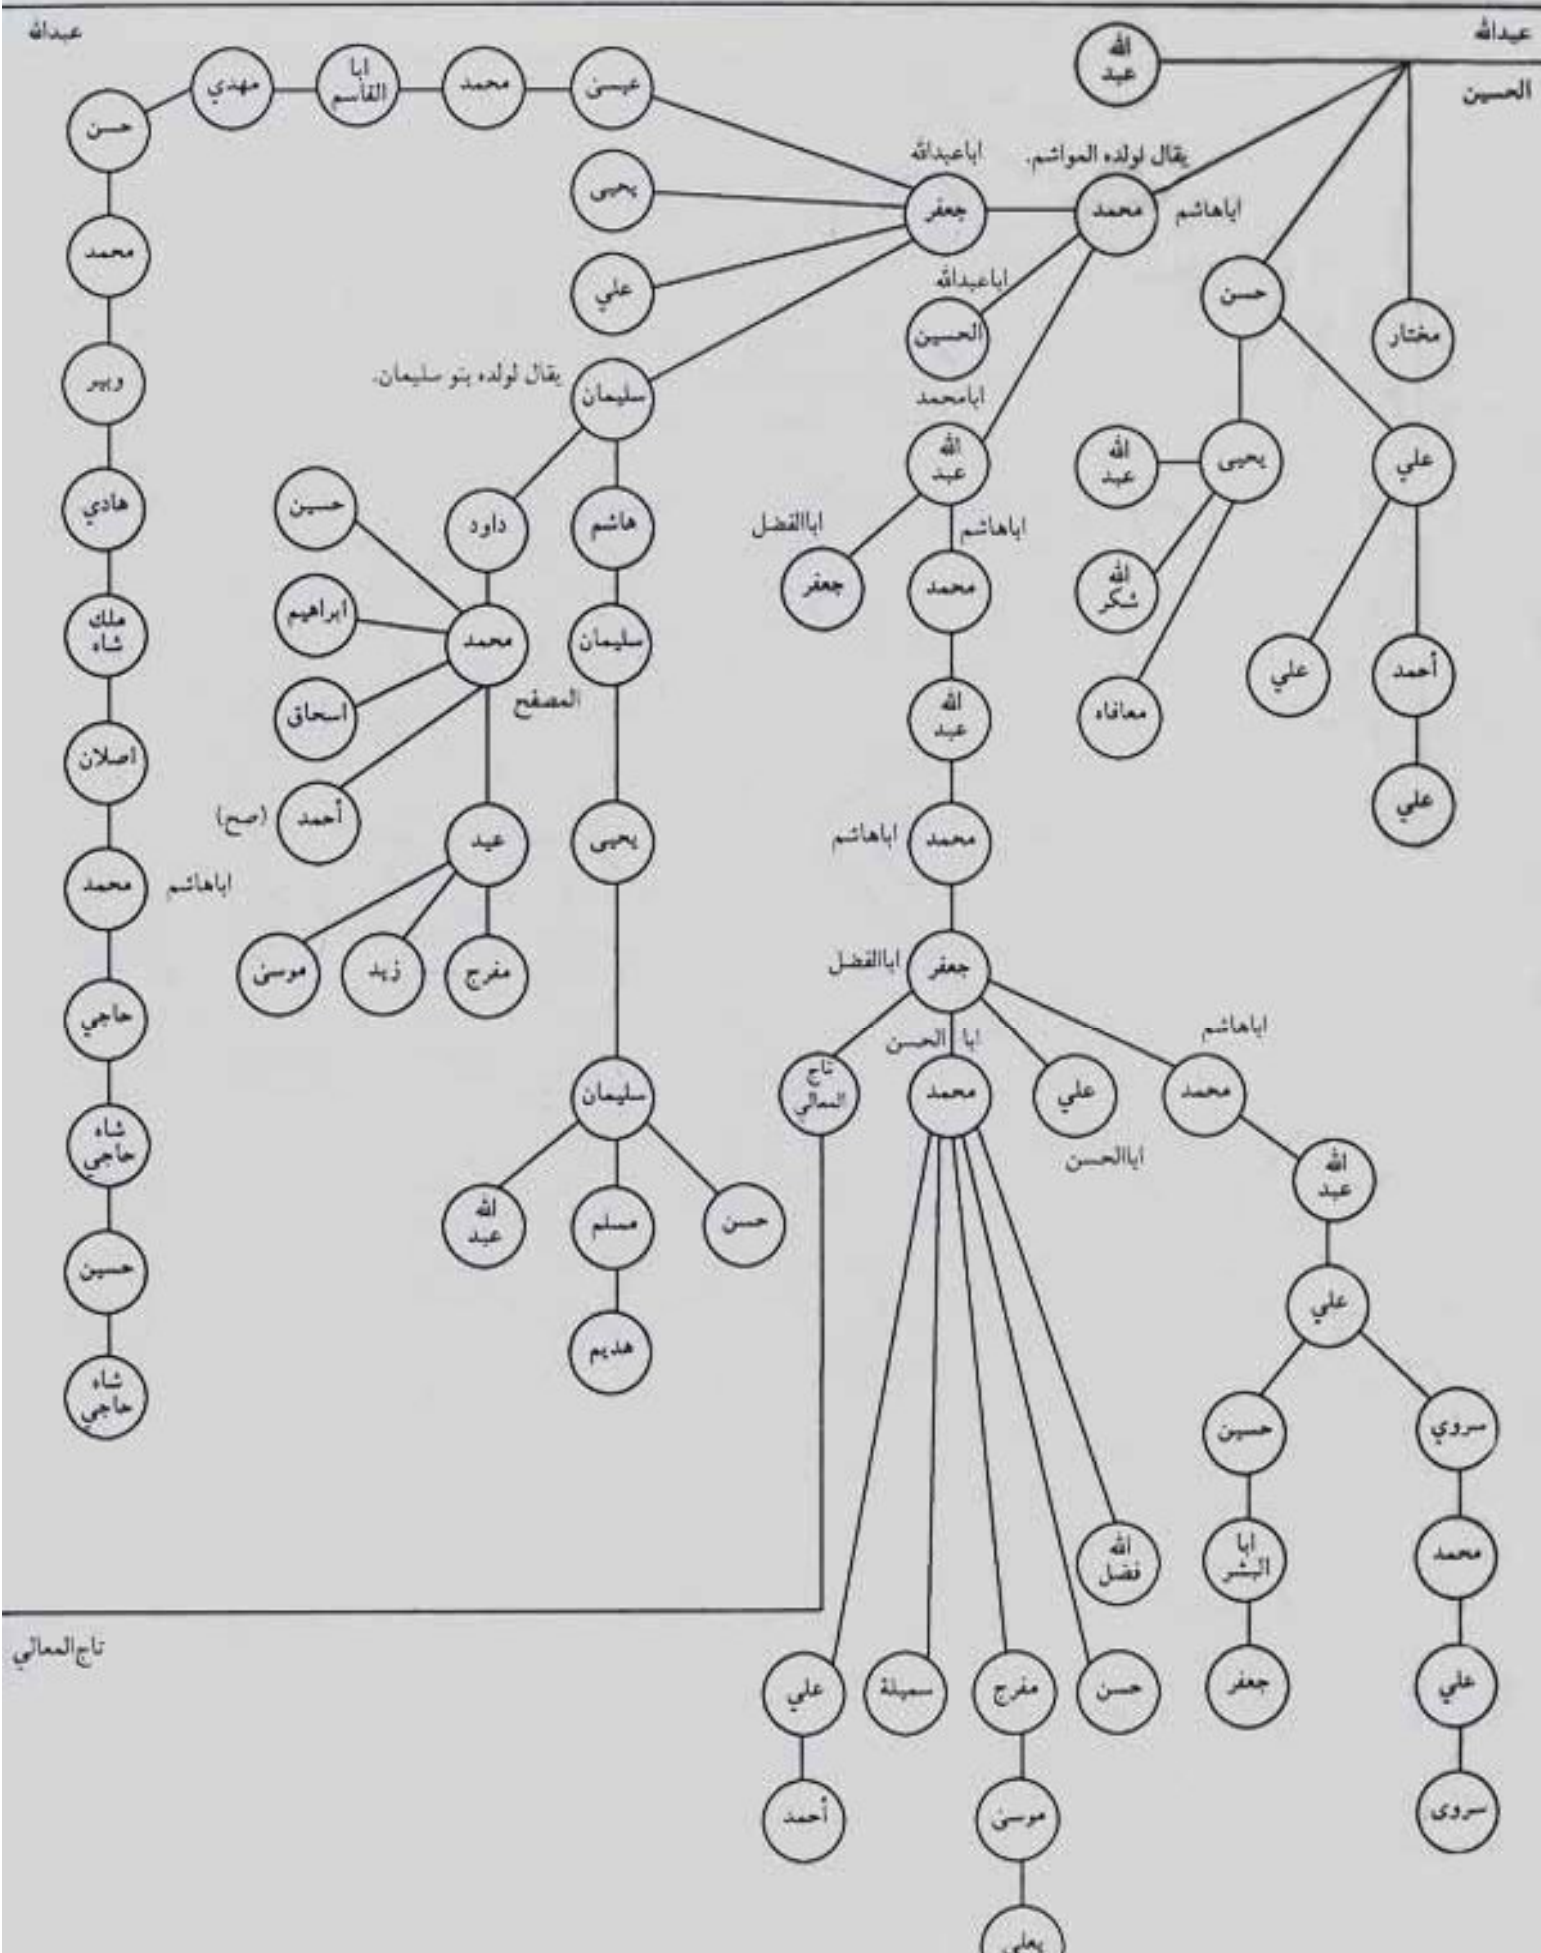 عبدالله
عبدالله
الله
عبد
الحسين
عيسى
محمد
ابا
القاسم
مهدي
حسن
يقال لولده المواشم.
اباعبدالله
محمد
اباهاشم
جعفر
يحيى
علي
محمد
حسن
مختار
اباعبدالله
الحسين
يقال لولده بنو سليمان.
سليمان
وبير
ابامحمد
الله
عبد
علي
يحيى
الله
عبد
حسين
داود
هاشم
هادي
اباالفضل
اباهاشم
جعفر
محمد
الله
شكر
ابراهيم
محمد
سليمان
ملك
شاه
المصفح
اسحاق
علي
أحمد
معافاه
الله
عبد
اصلان
أحمد
(صح)
عيد
يحيى
علي
محمد
اباهاشم
محمد
اباهاشم
موسى
زيد
مفرج
جعفر
اباالفضل
حاجي
اباهاشم
ابا الحسن
تاج
المعالي
محمد
علي
محمد
اباالحسن
سليمان
شاه
حاجي
الله
عبد
الله
عبد
مسلم
حسن
حسين
علي
هديم
شاه
حاجي
سروي
حسين
محمد
ابا
البشر
الله
فضل
تاج‌المعالي
علي
جعفر
حسن
مفرج
سميلة
علي
سروى
موسى
أحمد
يعلى